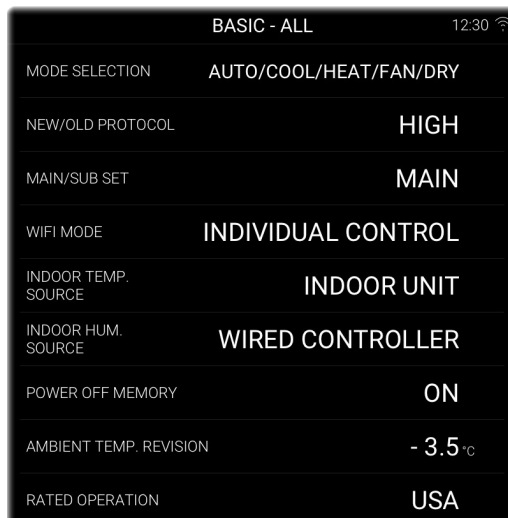 BASIC - ALL 12:30
MODE SELECTION AUTO/COOL/HEAT/FAN/DRY
NEW/OLD PROTOCOL HIGH
MAIN/SUB SET MAIN
WIFI MODE INDIVIDUAL CONTROL
INDOOR TEMP.
SOURCE INDOOR UNIT
INDOOR HUM.
SOURCE WIRED CONTROLLER
POWER OFF MEMORY ON
AMBIENT TEMP. REVISION - 3.5 °C
RATED OPERATION USA